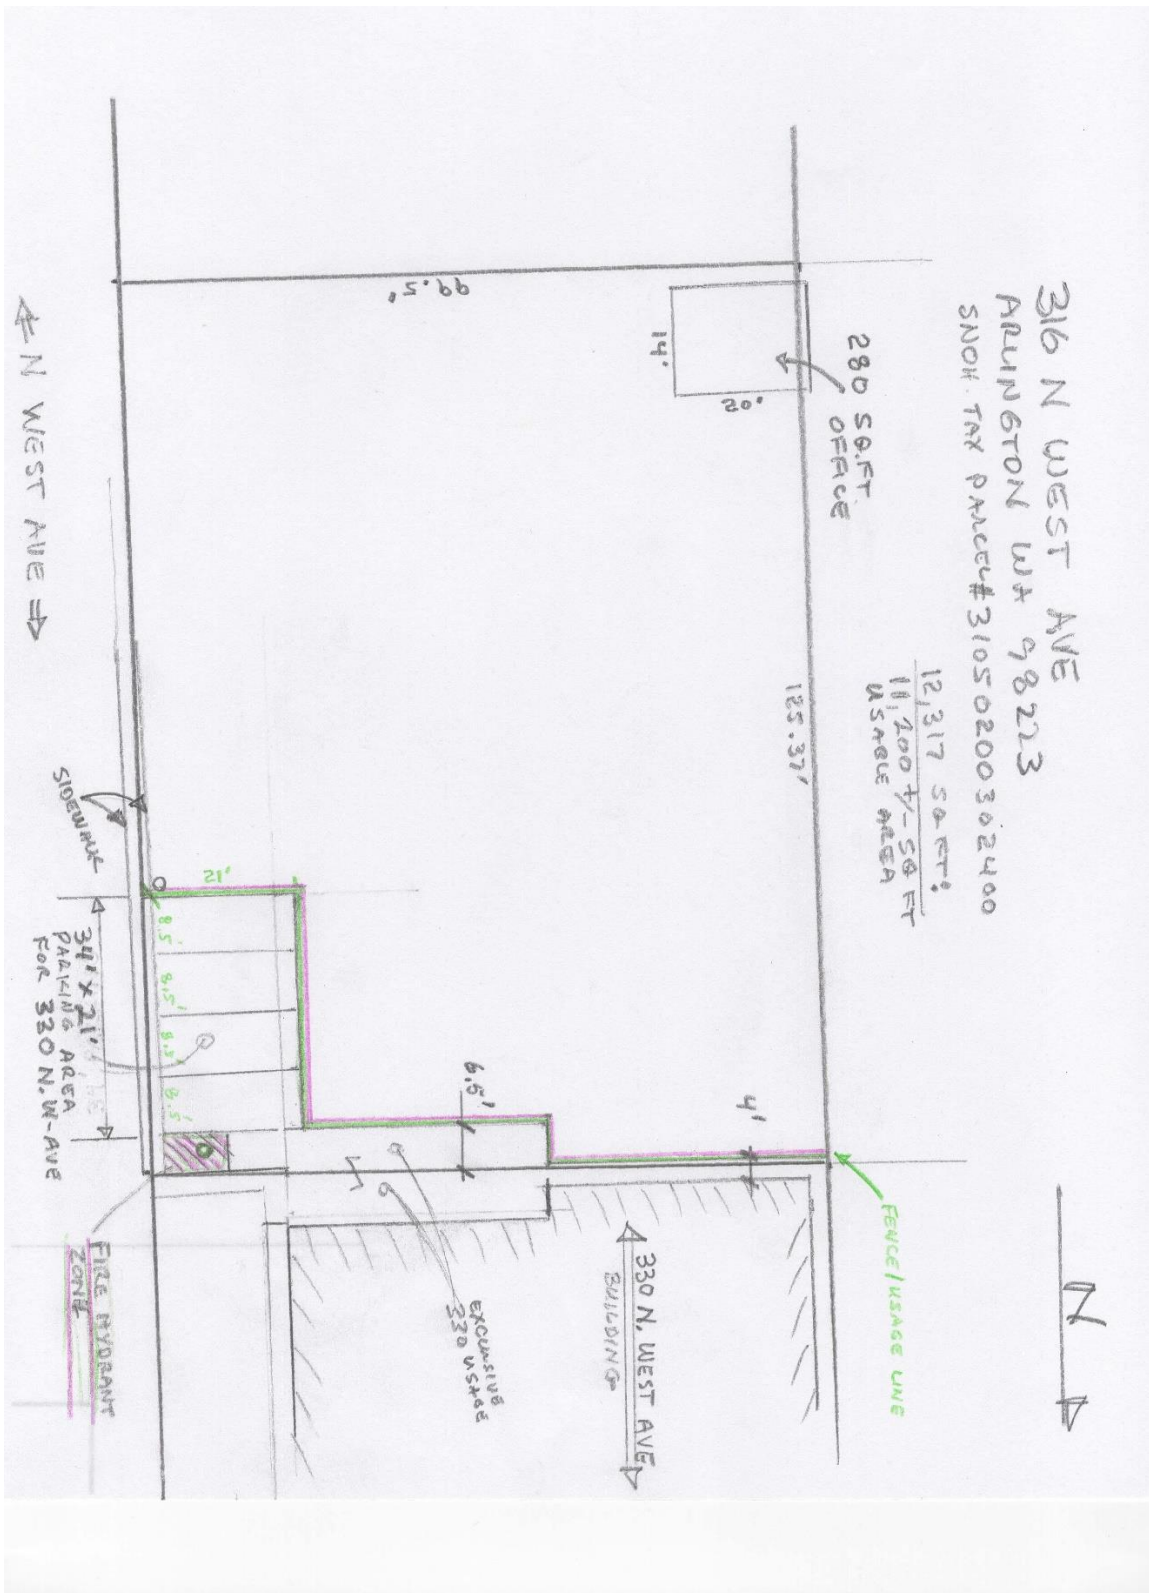 316 N WEST AVE
ARLINGTON WA 98223
SNOH. TAX PARCEL# 31050200302400
12,317 SQ FT:
11,200 +/- SQ FT
USABLE AREA
280 SQ.FT.
OFFICE
125.37'
99.5'
14'
20'
← N WEST AVE →
SIDEWALK
21'
8.5'
8.5'
8.5'
8.5'
34' x 21'
PARKING AREA
FOR 330 N. W-AVE
6.5'
4'
FENCE/USAGE LINE
N
330 N. WEST AVE
BUILDING
EXCLUSIVE
330 USAGE
FIRE HYDRANT
ZONE